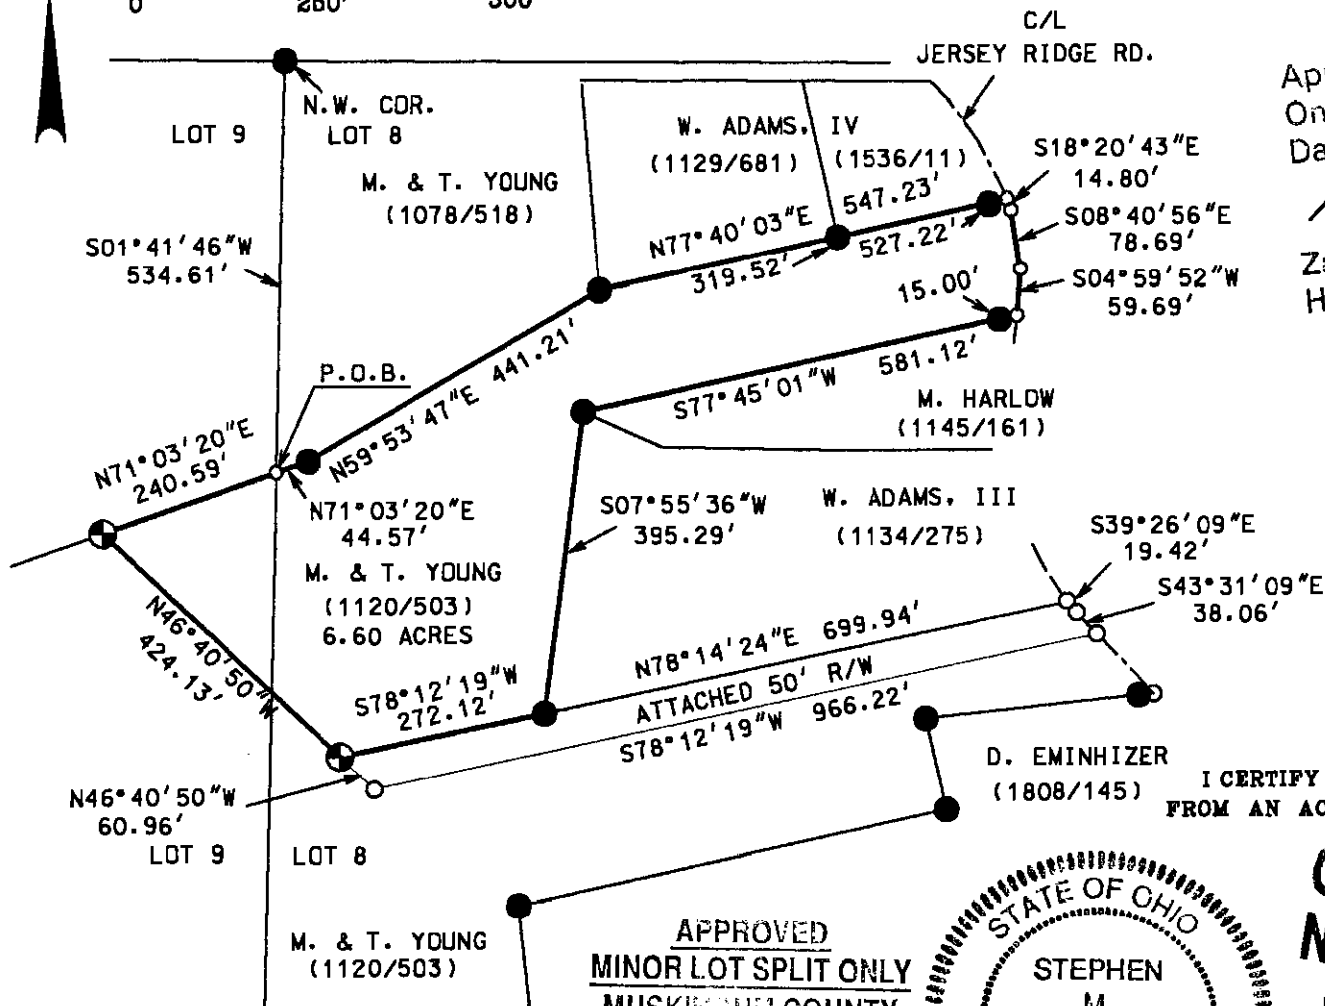 C/L
JERSEY RIDGE RD.
N.W. COR.
LOT 9
LOT 8
W. ADAMS, IV
(1129/681)
(1536/11)
M. & T. YOUNG
(1078/518)
S18°20'43"E
14.80'
S08°40'56"E
78.69'
S04°59'52"W
59.69'
N77°40'03"E
547.23'
319.52'
527.22'
15.00'
S01°41'46"W
534.61'
P.O.B.
N59°53'47"E 441.21'
S77°45'01"W 581.12'
M. HARLOW
(1145/161)
N71°03'20"E
240.59'
N71°03'20"E
44.57'
M. & T. YOUNG
(1120/503)
6.60 ACRES
S07°55'36"W
395.29'
W. ADAMS, III
(1134/275)
S39°26'09"E
19.42'
S43°31'09"E
38.06'
N46°40'50"W
424.13'
S78°12'19"W
272.12'
N78°14'24"E 699.94'
ATTACHED 50' R/W
S78°12'19"W 966.22'
N46°40'50"W
60.96'
D. EMINHIZER
(1808/145)
I CERTIFY
FROM AN
LOT 9
LOT 8
M. & T. YOUNG
(1120/503)
APPROVED
MINOR LOT SPLIT ONLY
MUSKINGUM COUNTY
STATE OF OHIO
STEPHEN
M